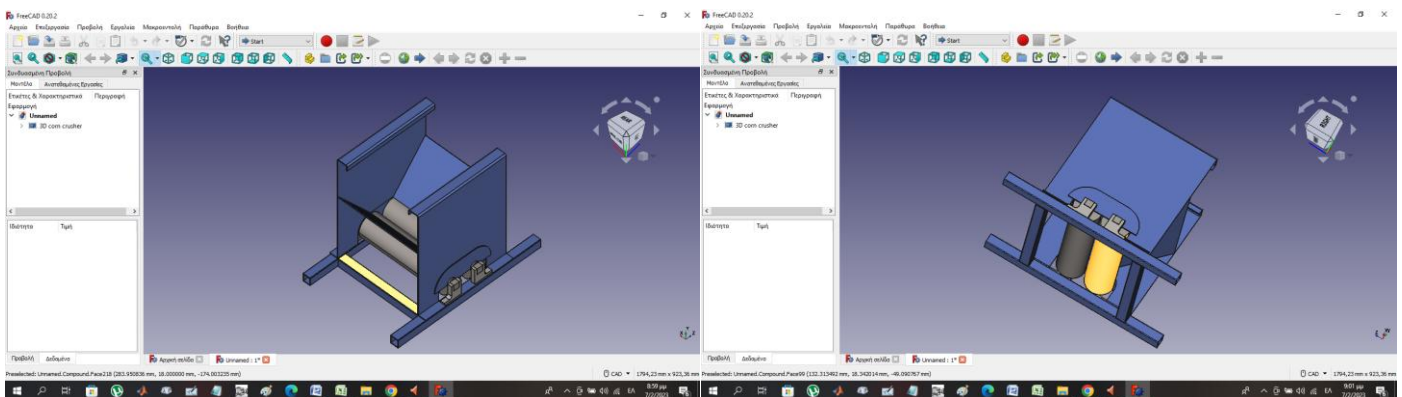 FreeCAD 0.20.2
Αρχείο Επεξεργασία Προβολή Εργαλεία Μακροεντολή Παράθυρα Βοήθεια
Start
Συνδυασμένη Προβολή
Μοντέλο Ανατεθειμένες Εργασίες
Ετικέτες & Χαρακτηριστικά Περιγραφή
Εφαρμογή
Unnamed
3D corn crusher
REAR
Ιδιότητα Τιμή
Προβολή Δεδομένα
Αρχική σελίδα Unnamed : 1*
Preselected: Unnamed.Compound.Face218 (283.950836 mm, 18.000000 mm, -174.003235 mm)
CAD 1794,23 mm x 923,36 mm
ΕΛ 8:59 μμ
7/2/2023
FreeCAD 0.20.2
Αρχείο Επεξεργασία Προβολή Εργαλεία Μακροεντολή Παράθυρα Βοήθεια
Start
Συνδυασμένη Προβολή
Μοντέλο Ανατεθειμένες Εργασίες
Ετικέτες & Χαρακτηριστικά Περιγραφή
Εφαρμογή
Unnamed
3D corn crusher
RIGHT
Ιδιότητα Τιμή
Προβολή Δεδομένα
Αρχική σελίδα Unnamed : 1*
Preselected: Unnamed.Compound.Face99 (132.313492 mm, 16.342014 mm, -49.090767 mm)
CAD 1794,23 mm x 923,36 mm
ΕΛ 9:01 μμ
7/2/2023